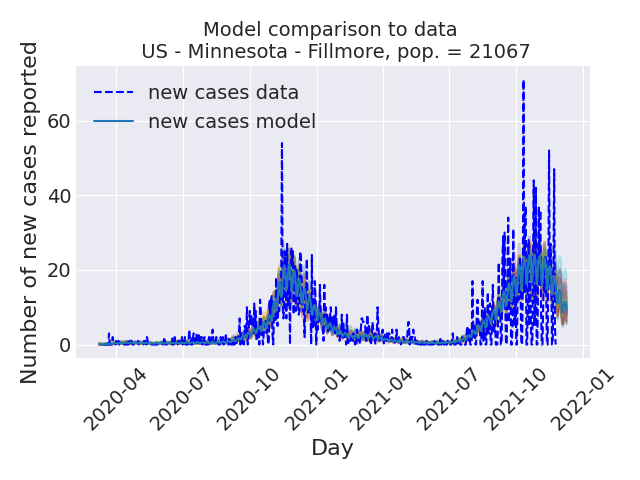 Model comparison to data
US - Minnesota - Fillmore, pop. = 21067
Number of new cases reported
new cases data
new cases model
60
40
20
0
2020-04
2020-07
2020-10
2021-01
2021-04
2021-07
2021-10
2022-01
Day